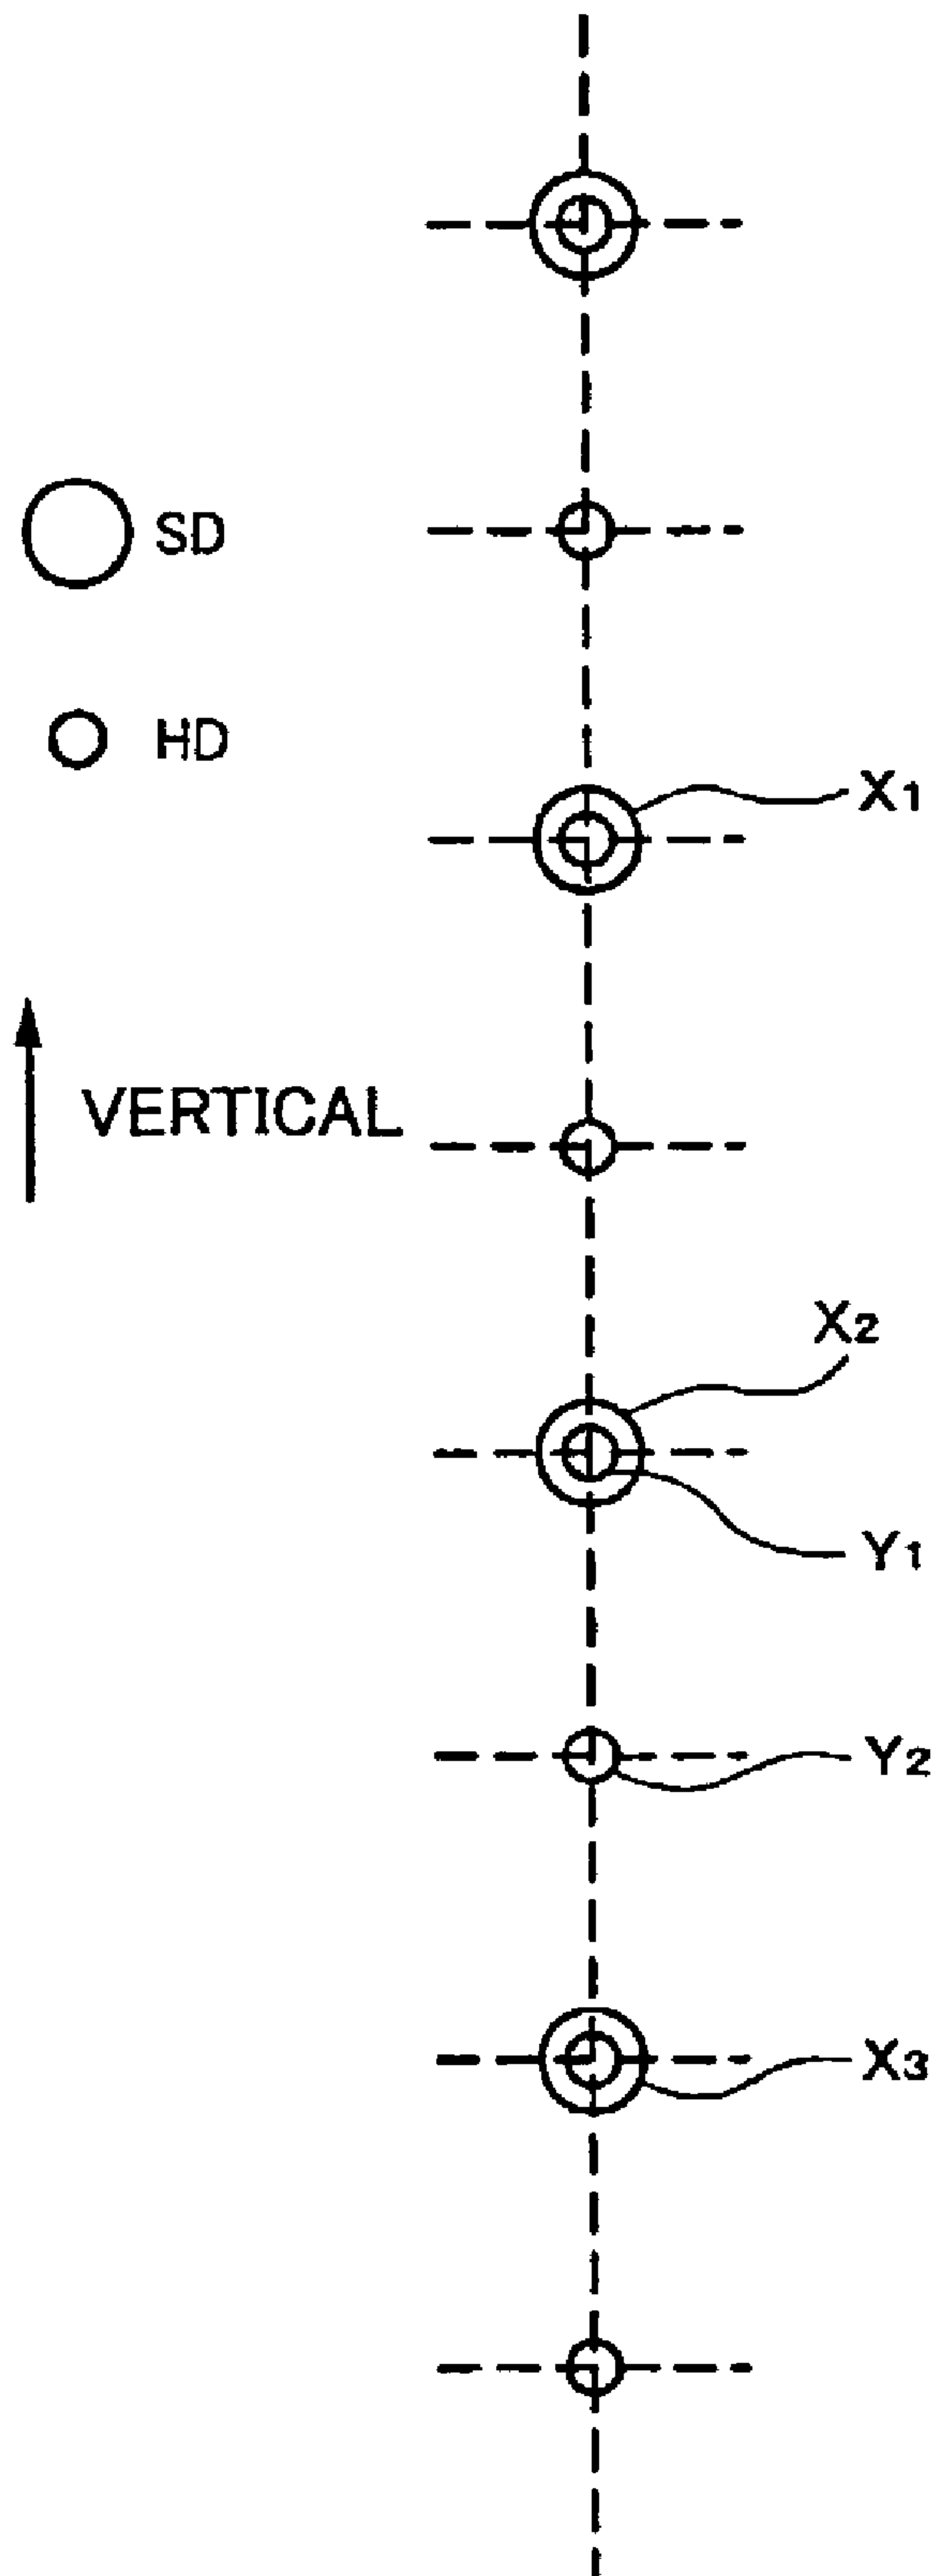 SD
HD
X1
VERTICAL
X2
Y1
Y2
X3